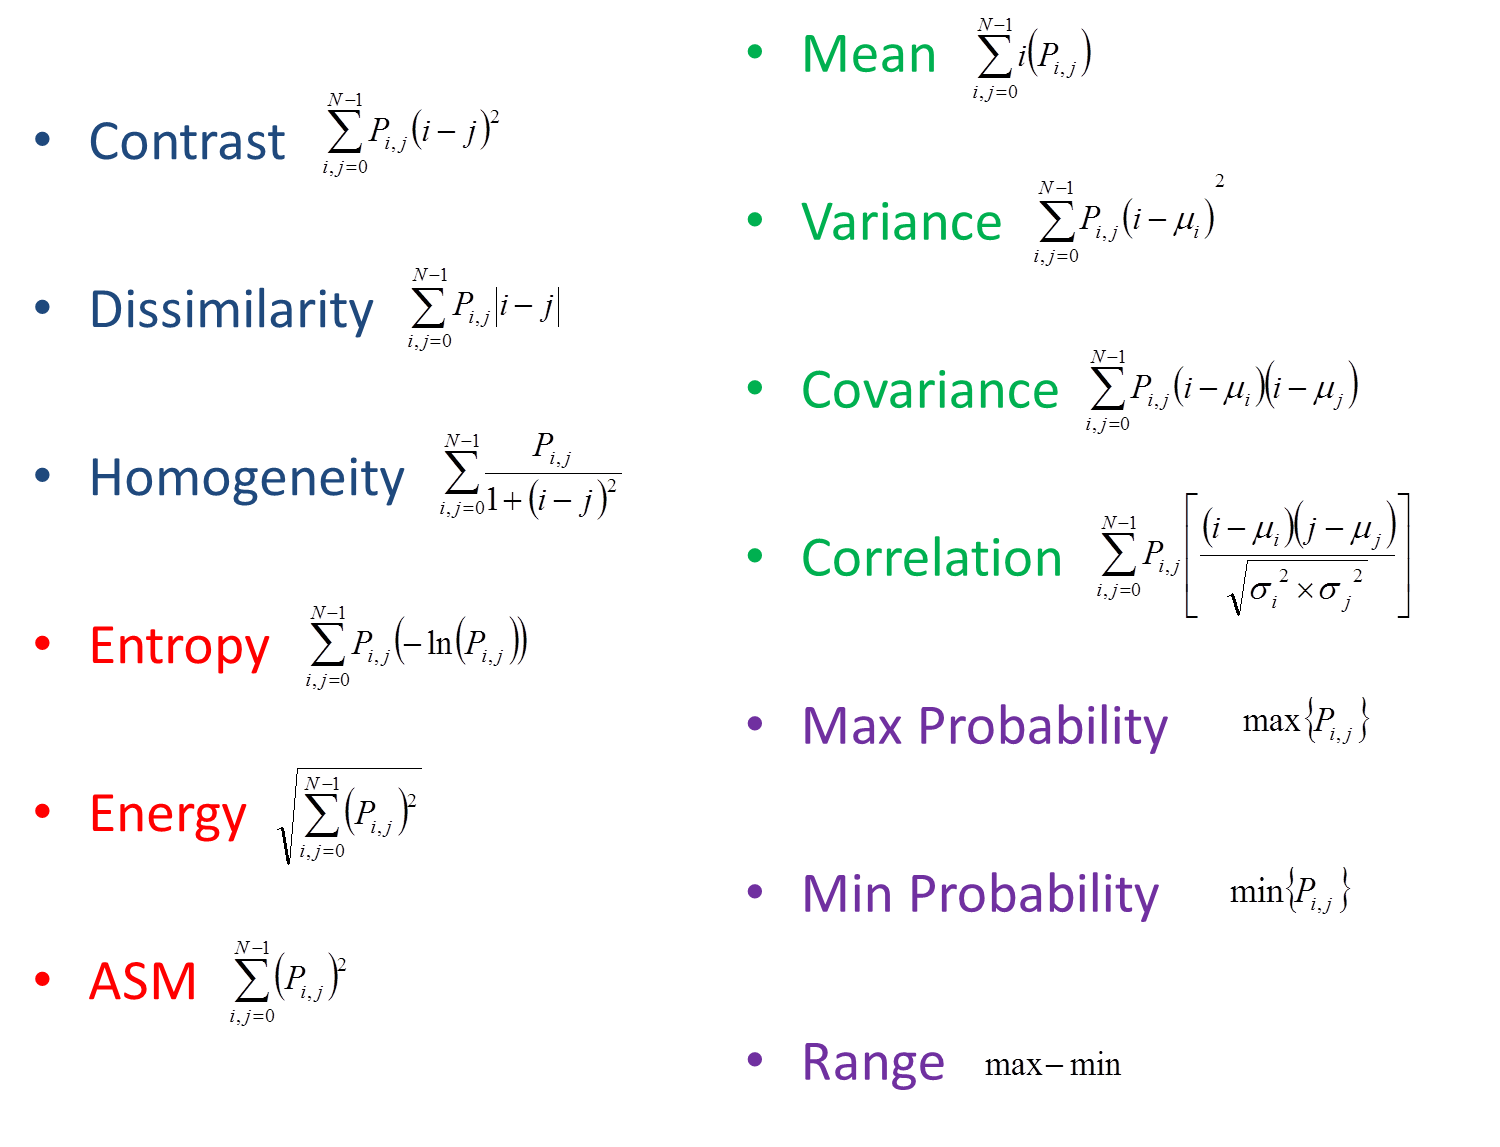 • Contrast \sum_{i,j=0}^{N-1} P_{i,j}(i-j)^2
• Dissimilarity \sum_{i,j=0}^{N-1} P_{i,j}|i-j|
• Homogeneity \sum_{i,j=0}^{N-1} \frac{P_{i,j}}{1+(i-j)^2}
• Entropy \sum_{i,j=0}^{N-1} P_{i,j}(-\ln(P_{i,j}))
• Energy \sqrt{\sum_{i,j=0}^{N-1} (P_{i,j})^2}
• ASM \sum_{i,j=0}^{N-1} (P_{i,j})^2
• Mean \sum_{i,j=0}^{N-1} i(P_{i,j})
• Variance \sum_{i,j=0}^{N-1} P_{i,j}(i-\mu_i)^2
• Covariance \sum_{i,j=0}^{N-1} P_{i,j}(i-\mu_i)(i-\mu_j)
• Correlation \sum_{i,j=0}^{N-1} P_{i,j}\left[\frac{(i-\mu_i)(j-\mu_j)}{\sqrt{\sigma_i^2 \times \sigma_j^2}}\right]
• Max Probability max{P_{i,j}}
• Min Probability min{P_{i,j}}
• Range max−min